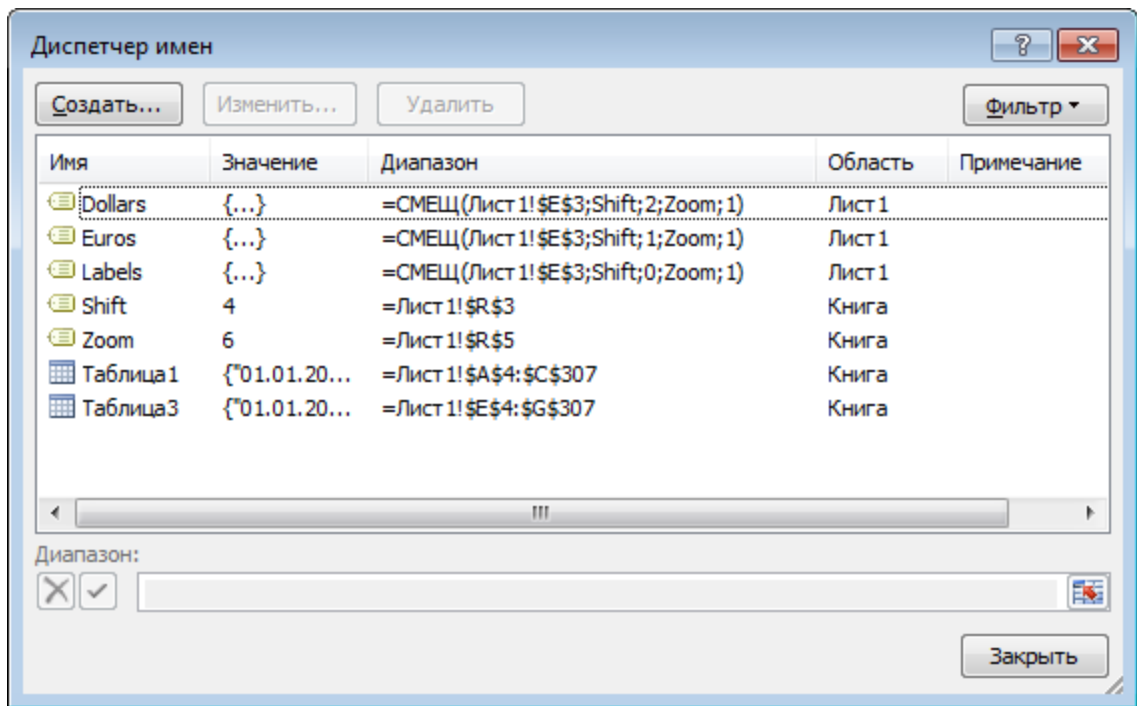 Диспетчер имен
Создать... Изменить... Удалить Фильтр
Имя Значение Диапазон Область Примечание
Dollars {...} =СМЕЩ(Лист1!$E$3;Shift;2;Zoom;1) Лист1
Euros {...} =СМЕЩ(Лист1!$E$3;Shift;1;Zoom;1) Лист1
Labels {...} =СМЕЩ(Лист1!$E$3;Shift;0;Zoom;1) Лист1
Shift 4 =Лист1!$R$3 Книга
Zoom 6 =Лист1!$R$5 Книга
Таблица1 {"01.01.20... =Лист1!$A$4:$C$307 Книга
Таблица3 {"01.01.20... =Лист1!$E$4:$G$307 Книга
Диапазон:
Закрыть